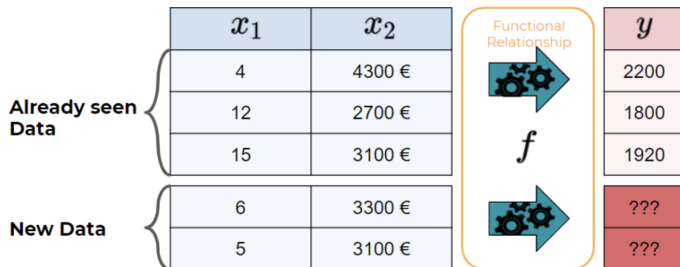 x₁ x₂ Functional Relationship y
Already seen Data
4 4300 € 2200
12 2700 € 1800
15 3100 € 1920
f
New Data
6 3300 € ???
5 3100 € ???